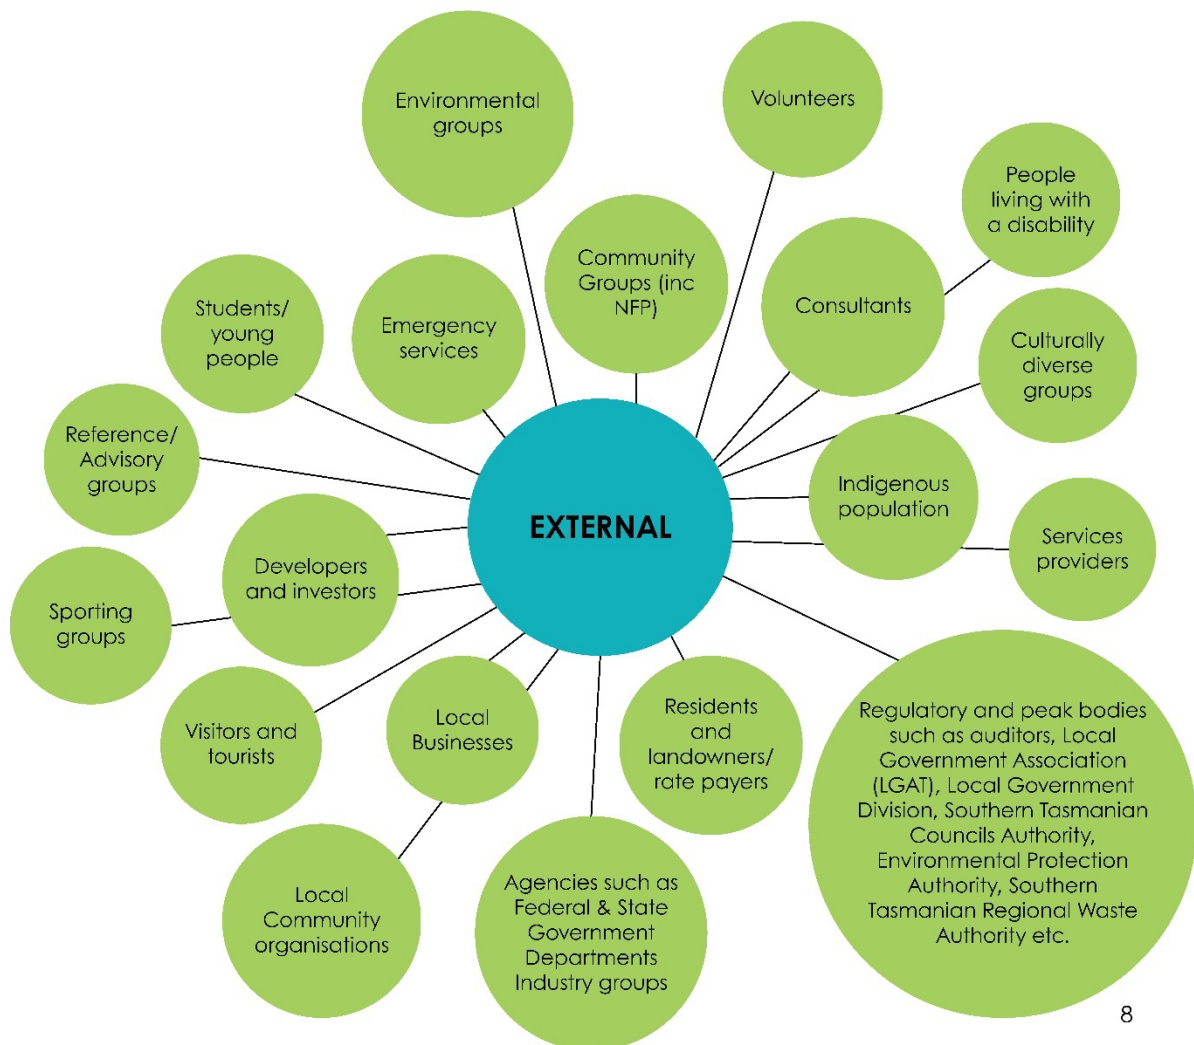 Environmental
groups
Volunteers
People
living with
a disability
Community
Groups (inc
NFP)
Consultants
Students/
young
people
Emergency
services
Culturally
diverse
groups
Reference/
Advisory
groups
Indigenous
population
EXTERNAL
Services
providers
Developers
and investors
Sporting
groups
Visitors and
tourists
Local
Businesses
Residents
and
landowners/
rate payers
Regulatory and peak bodies
such as auditors, Local
Government Association
(LGAT), Local Government
Division, Southern Tasmanian
Councils Authority,
Environmental Protection
Authority, Southern
Tasmanian Regional Waste
Authority etc.
Local
Community
organisations
Agencies such as
Federal & State
Government
Departments
Industry groups
8